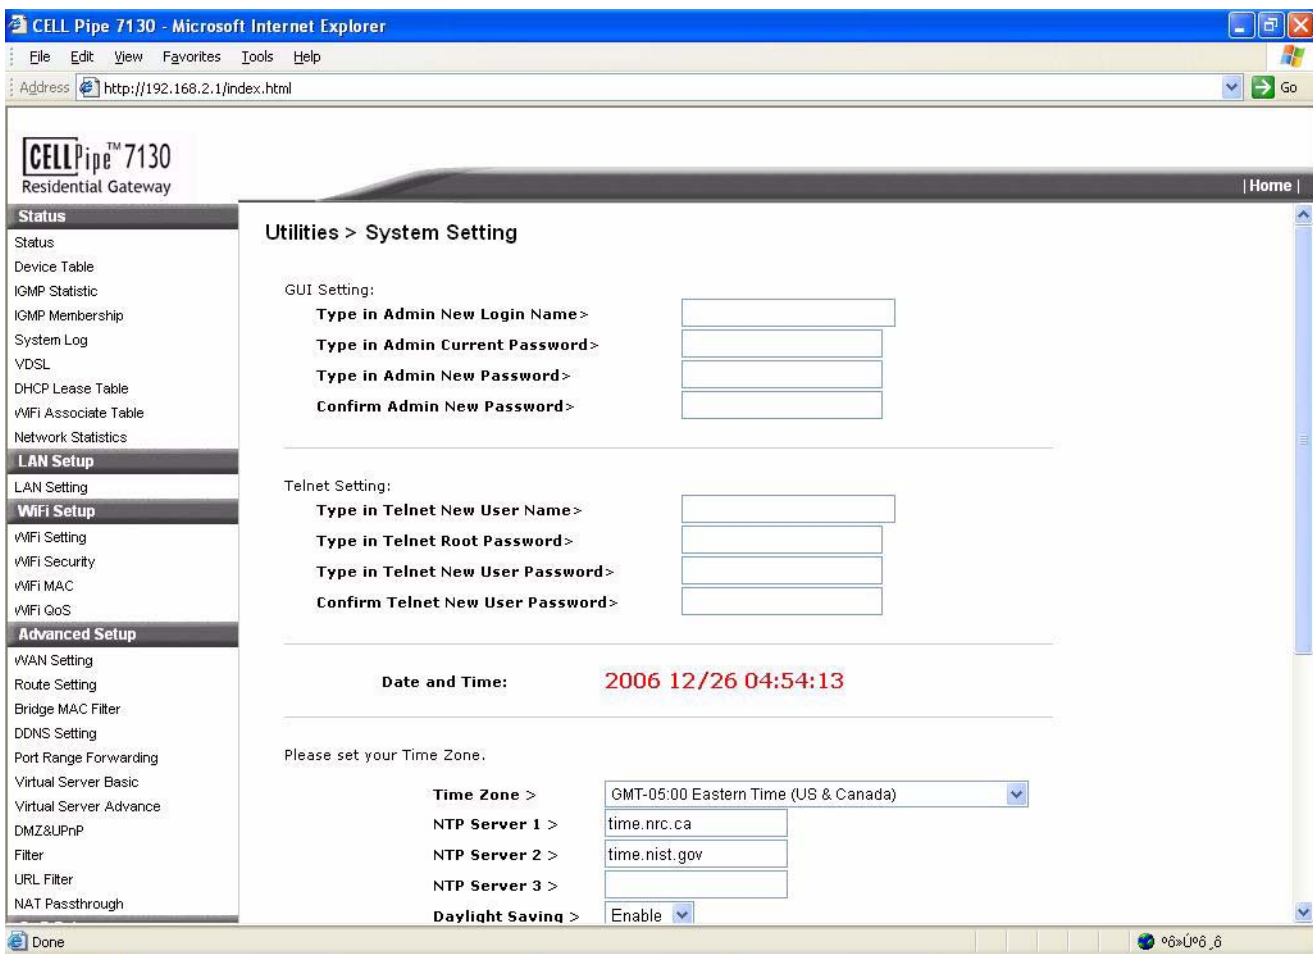 CELL Pipe 7130 - Microsoft Internet Explorer
File Edit View Favorites Tools Help
Address http://192.168.2.1/index.html Go
CELLPipe™ 7130
Residential Gateway
| Home |
Status
Status
Device Table
IGMP Statistic
IGMP Membership
System Log
VDSL
DHCP Lease Table
WiFi Associate Table
Network Statistics
LAN Setup
LAN Setting
WiFi Setup
WiFi Setting
WiFi Security
WiFi MAC
WiFi QoS
Advanced Setup
WAN Setting
Route Setting
Bridge MAC Filter
DDNS Setting
Port Range Forwarding
Virtual Server Basic
Virtual Server Advance
DMZ&UPnP
Filter
URL Filter
NAT Passthrough
Utilities > System Setting
GUI Setting:
Type in Admin New Login Name>
Type in Admin Current Password>
Type in Admin New Password>
Confirm Admin New Password>
Telnet Setting:
Type in Telnet New User Name>
Type in Telnet Root Password>
Type in Telnet New User Password>
Confirm Telnet New User Password>
Date and Time: 2006 12/26 04:54:13
Please set your Time Zone.
Time Zone > GMT-05:00 Eastern Time (US & Canada)
NTP Server 1 > time.nrc.ca
NTP Server 2 > time.nist.gov
NTP Server 3 >
Daylight Saving > Enable
Done